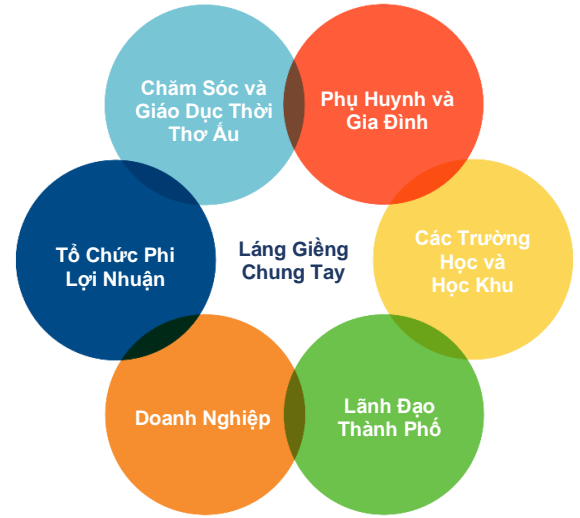 Chăm Sóc và
Giáo Dục Thời
Thơ Ấu
Phụ Huynh và
Gia Đình
Tổ Chức Phi
Lợi Nhuận
Láng Giềng
Chung Tay
Các Trường
Học và
Học Khu
Doanh Nghiệp
Lãnh Đạo
Thành Phố